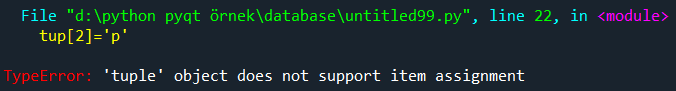 File "d:\python pyqt örnek\database\untitled99.py", line 22, in <module>
tup[2]='p'
TypeError: 'tuple' object does not support item assignment